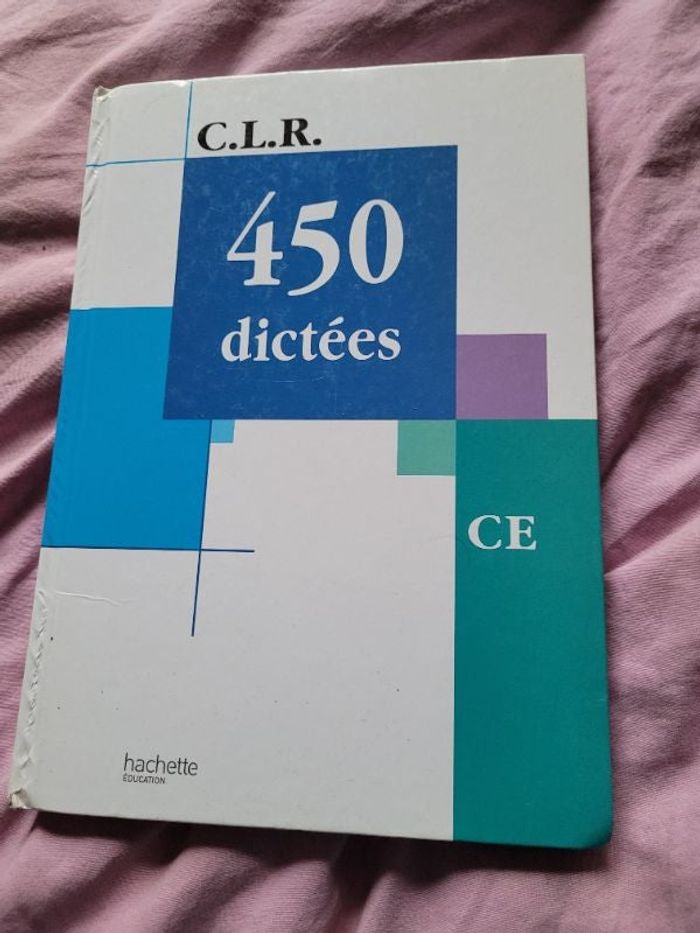 C.L.R.
450
dictées
CE
hachette
ÉDUCATION